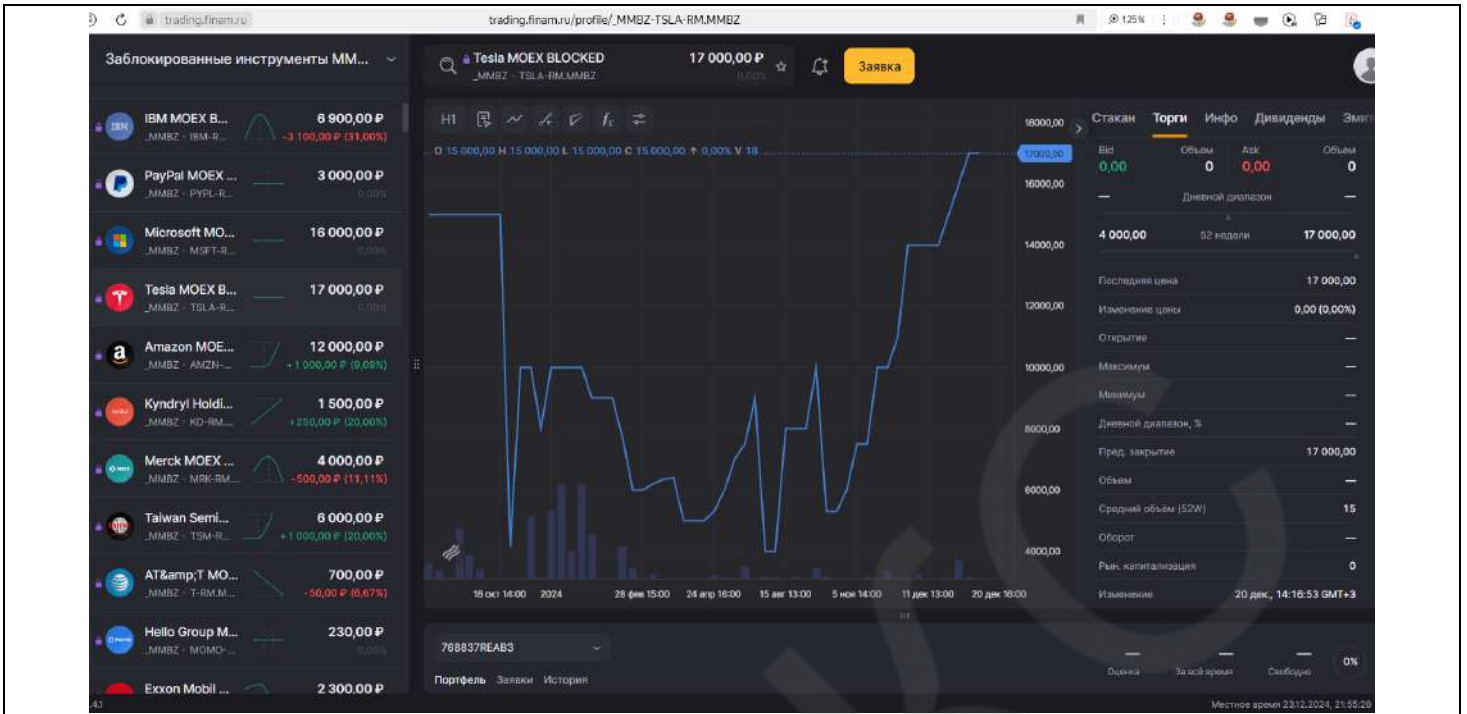 trading.finam.ru
trading.finam.ru/profile/_MMBZ-TSLA-RM.MMBZ
125%
Заблокированные инструменты ММ...
Tesla MOEX BLOCKED
17 000,00 ₽
_MMBZ · TSLA-RM.MMBZ
0,00%
Заявка
IBM MOEX B...
6 900,00 ₽
_MMBZ · IBM-R...
-3 100,00 ₽ (31,00%)
PayPal MOEX ...
3 000,00 ₽
_MMBZ · PYPL-R...
0,00%
Microsoft MO...
16 000,00 ₽
_MMBZ · MSFT-R...
0,00%
Tesla MOEX B...
17 000,00 ₽
_MMBZ · TSLA-R...
0,00%
Amazon MOE...
12 000,00 ₽
_MMBZ · AMZN-...
+1 000,00 ₽ (9,09%)
Kyndryl Holdi...
1 500,00 ₽
_MMBZ · KD-RM....
+250,00 ₽ (20,00%)
Merck MOEX ...
4 000,00 ₽
_MMBZ · MRK-RM....
-500,00 ₽ (11,11%)
Taiwan Semi...
6 000,00 ₽
_MMBZ · TSM-R...
+1 000,00 ₽ (20,00%)
AT&amp;T MO...
700,00 ₽
_MMBZ · T-RM.M...
-50,00 ₽ (6,67%)
Hello Group M...
230,00 ₽
_MMBZ · MOMO-...
0,00%
Exxon Mobil ...
2 300,00 ₽
H1
O 15 000,00 H 15 000,00 L 15 000,00 C 15 000,00 ↑ 0,00% V 18
18000,00
17000,00
16000,00
14000,00
12000,00
10000,00
8000,00
6000,00
4000,00
18 окт 14:00
2024
28 фев 15:00
24 апр 16:00
15 авг 13:00
5 ноя 14:00
11 дек 13:00
20 дек 16:00
Стакан Торги Инфо Дивиденды Эмит
Bid Объем Ask Объем
0,00 0 0,00 0
— Дневной диапазон —
4 000,00 52 недели 17 000,00
Последняя цена 17 000,00
Изменение цены 0,00 (0,00%)
Открытие —
Максимум —
Минимум —
Дневной диапазон, % —
Пред. закрытие 17 000,00
Объем —
Средний объём (52W) 15
Оборот —
Рын. капитализация 0
Изменение 20 дек., 14:16:53 GMT+3
768837REAB3
Портфель Заявки История
— — —
Оценка За всё время Свободно
0%
.4.1
Местное время 23.12.2024, 21:55:28